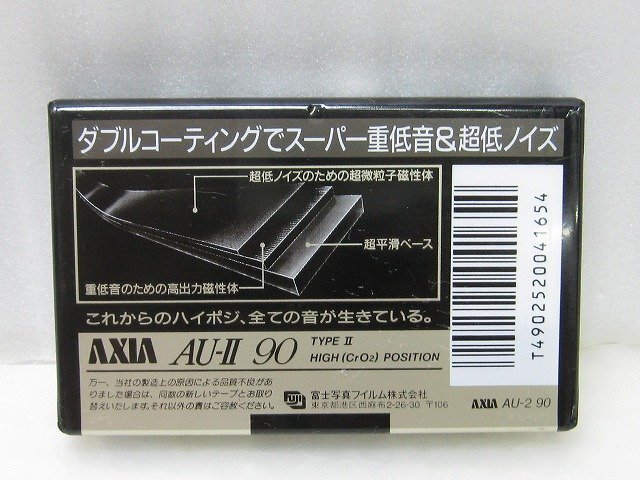 ダブルコーティングでスーパー重低音&超低ノイズ
超低ノイズのための超微粒子磁性体
超平滑ベース
重低音のための高出力磁性体
これからのハイポジ、全ての音が生きている。
AXIA AU-II 90 TYPE II
HIGH (CrO₂) POSITION
万一、当社の製造上の原因による品質不良があ
りました場合は、同数の新しいテープとお取り
替えいたします。それ以外の責はご容赦ください。
FUJI 富士写真フイルム株式会社
東京都港区西麻布2-26-30 〒106
T4902520041654
AXIA AU-2 90